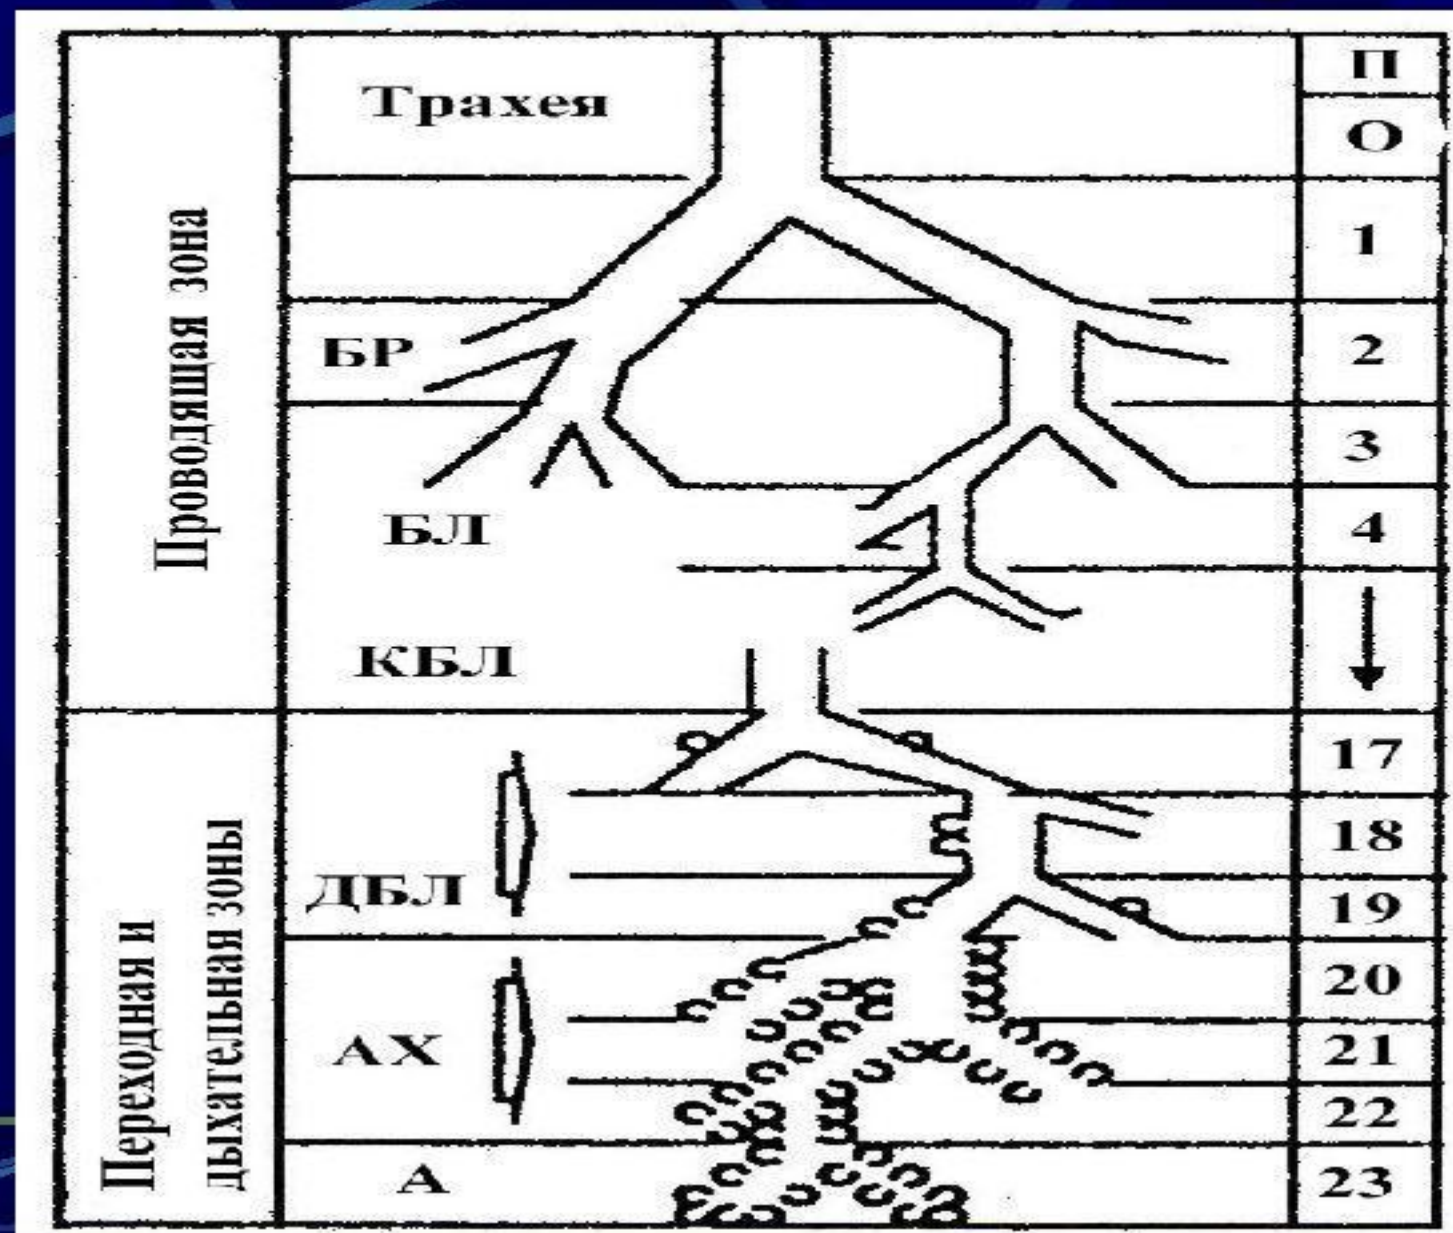 Проводящая зона
Трахея
П
О
1
БР
2
3
БЛ
4
КБЛ
Переходная и
дыхательная зоны
17
18
ДБЛ
19
20
АХ
21
22
А
23